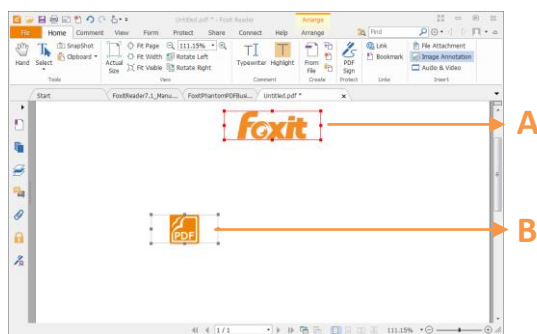 Untitled.pdf * - Foxit Reader
Arrange
File Home Comment View Form Protect Share Connect Help Arrange Find
SnapShot
Clipboard
Hand Select
Actual Size
Fit Page
Fit Width
Fit Visible
111.15%
Rotate Left
Rotate Right
Typewriter Highlight
From File
PDF Sign
Link
Bookmark
File Attachment
Image Annotation
Audio & Video
Tools View Comment Create Protect Links Insert
Start FoxitReader7.1_Manu... FoxitPhantomPDFBus... Untitled.pdf *
Foxit
A
PDF
B
1 / 1
111.15%